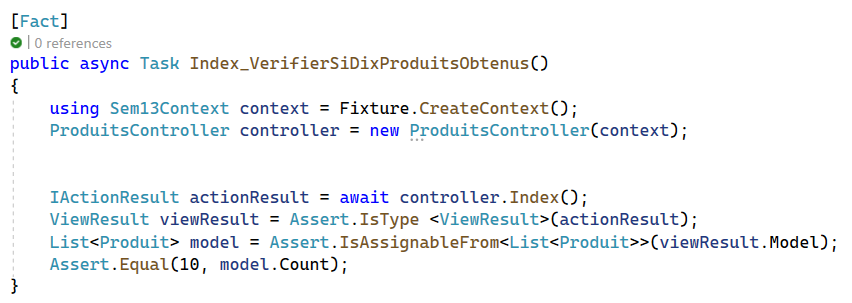 [Fact]
| 0 references
public async Task Index_VerifierSiDixProduitsObtenus()
{
using Sem13Context context = Fixture.CreateContext();
ProduitsController controller = new ProduitsController(context);
IActionResult actionResult = await controller.Index();
ViewResult viewResult = Assert.IsType <ViewResult>(actionResult);
List<Produit> model = Assert.IsAssignableFrom<List<Produit>>(viewResult.Model);
Assert.Equal(10, model.Count);
}